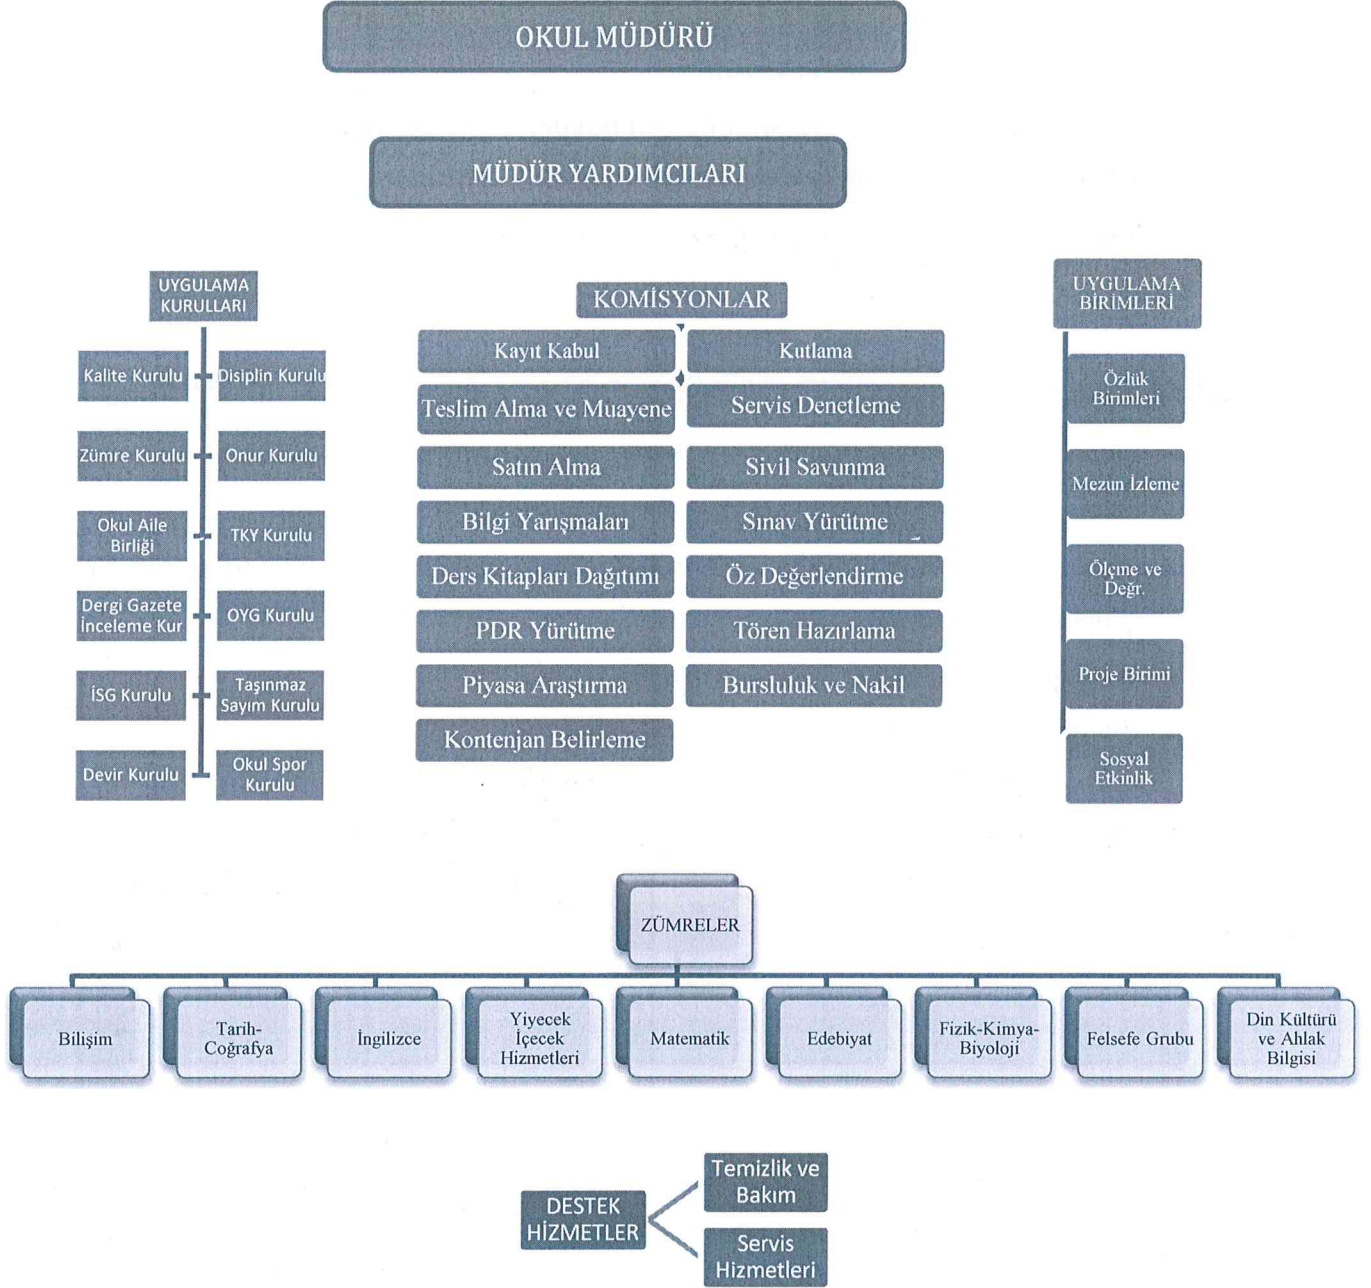 OKUL MÜDÜRÜ
MÜDÜR YARDIMCILARI
UYGULAMA
KURULLARI
Kalite Kurulu
Disiplin Kurulu
Zümre Kurulu
Onur Kurulu
Okul Aile
Birliği
TKY Kurulu
Dergi Gazete
İnceleme Kur
OYG Kurulu
İSG Kurulu
Taşınmaz
Sayım Kurulu
Devir Kurulu
Okul Spor
Kurulu
KOMİSYONLAR
Kayıt Kabul
Kutlama
Teslim Alma ve Muayene
Servis Denetleme
Satın Alma
Sivil Savunma
Bilgi Yarışmaları
Sınav Yürütme
Ders Kitapları Dağıtımı
Öz Değerlendirme
PDR Yürütme
Tören Hazırlama
Piyasa Araştırma
Bursluluk ve Nakil
Kontenjan Belirleme
UYGULAMA
BİRİMLERİ
Özlük
Birimleri
Mezun İzleme
Ölçme ve
Değr.
Proje Birimi
Sosyal
Etkinlik
ZÜMRELER
Bilişim
Tarih-
Coğrafya
İngilizce
Yiyecek
İçecek
Hizmetleri
Matematik
Edebiyat
Fizik-Kimya-
Biyoloji
Felsefe Grubu
Din Kültürü
ve Ahlak
Bilgisi
DESTEK
HİZMETLER
Temizlik ve
Bakım
Servis
Hizmetleri